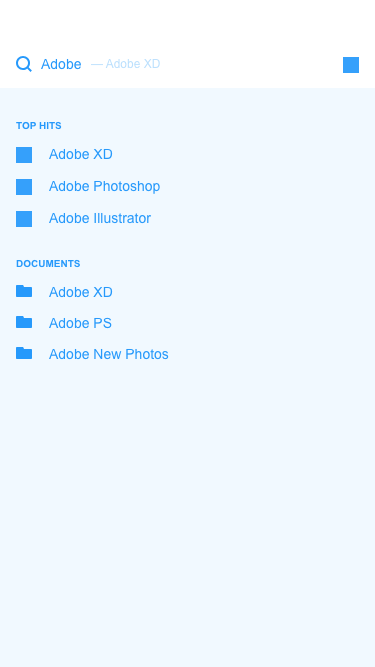 Adobe — Adobe XD
TOP HITS
Adobe XD
Adobe Photoshop
Adobe Illustrator
DOCUMENTS
Adobe XD
Adobe PS
Adobe New Photos